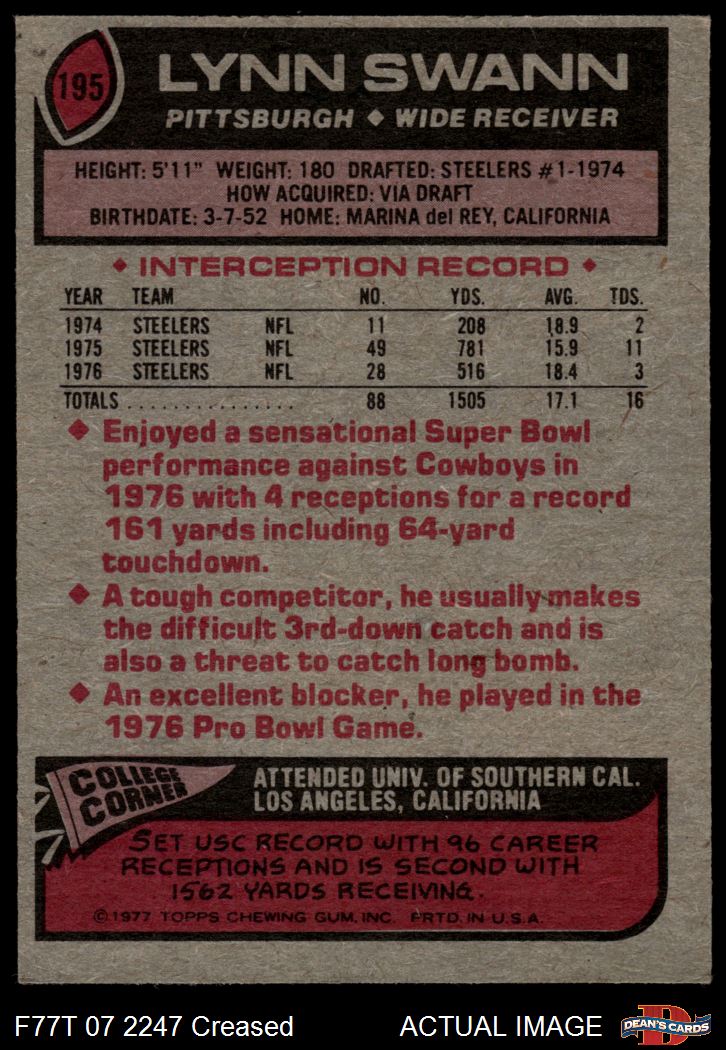 195
LYNN SWANN
PITTSBURGH ◆ WIDE RECEIVER
HEIGHT: 5'11" WEIGHT: 180 DRAFTED: STEELERS #1-1974
HOW ACQUIRED: VIA DRAFT
BIRTHDATE: 3-7-52 HOME: MARINA del REY, CALIFORNIA
◆ INTERCEPTION RECORD ◆
YEAR TEAM NO. YDS. AVG. TDS.
1974 STEELERS NFL 11 208 18.9 2
1975 STEELERS NFL 49 781 15.9 11
1976 STEELERS NFL 28 516 18.4 3
TOTALS . . . . . . . . . . . . . . . 88 1505 17.1 16
◆ Enjoyed a sensational Super Bowl
performance against Cowboys in
1976 with 4 receptions for a record
161 yards including 64-yard
touchdown.
◆ A tough competitor, he usually makes
the difficult 3rd-down catch and is
also a threat to catch long bomb.
◆ An excellent blocker, he played in the
1976 Pro Bowl Game.
COLLEGE
CORNER
ATTENDED UNIV. OF SOUTHERN CAL.
LOS ANGELES, CALIFORNIA
SET USC RECORD WITH 96 CAREER
RECEPTIONS AND IS SECOND WITH
1562 YARDS RECEIVING.
©1977 TOPPS CHEWING GUM, INC. PRTD. IN U.S.A.
F77T 07 2247 Creased
ACTUAL IMAGE
D
DEAN'S CARDS